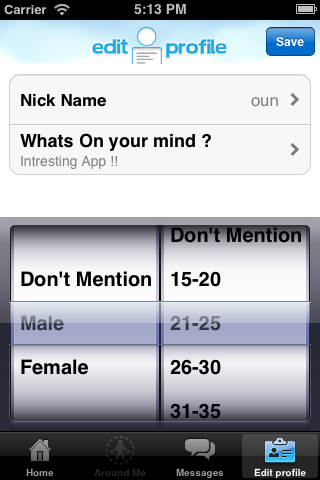 Carrier 5:13 PM
edit profile
Save
Nick Name oun
Whats On your mind ?
Intresting App !!
Don't Mention
Don't Mention 15-20
Male 21-25
Female 26-30
31-35
Home Around Me Messages Edit profile